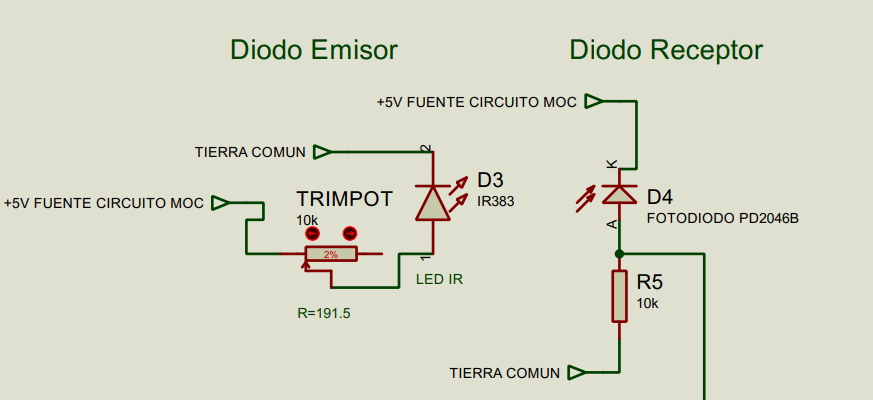 Diodo Emisor
Diodo Receptor
+5V FUENTE CIRCUITO MOC
TIERRA COMUN
2
K
+5V FUENTE CIRCUITO MOC
TRIMPOT
10k
D3
IR383
D4
FOTODIODO PD2046B
A
2%
1
LED IR
R5
10k
R=191.5
TIERRA COMUN